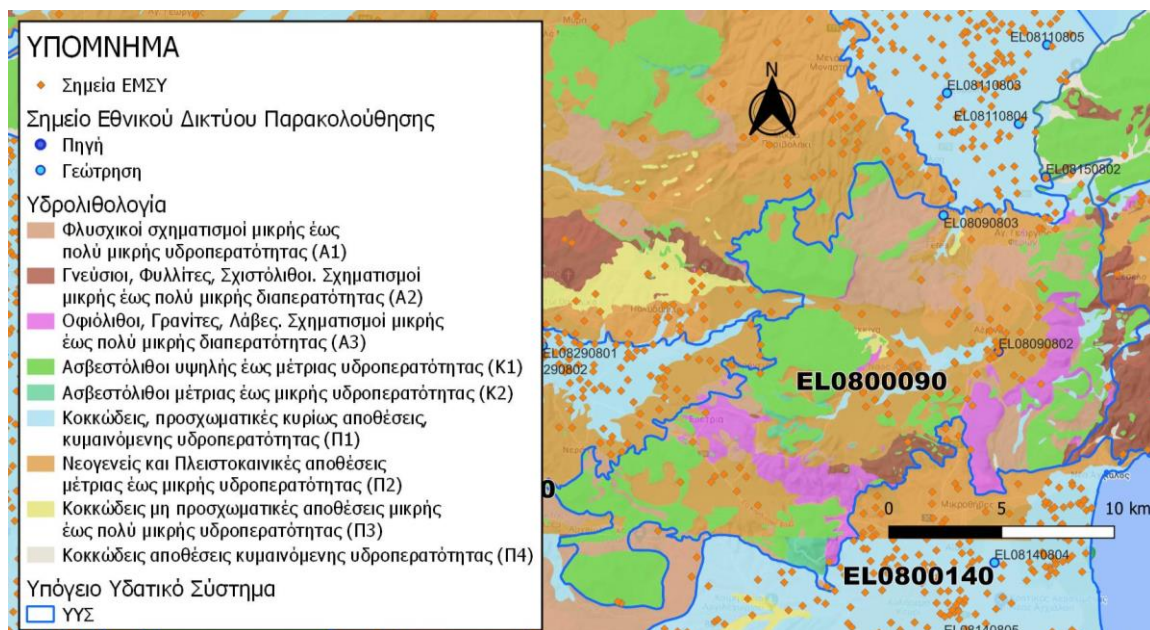 ΥΠΟΜΝΗΜΑ
Σημεία ΕΜΣΥ
Σημείο Εθνικού Δικτύου Παρακολούθησης
Πηγή
Γεώτρηση
Υδρολιθολογία
Φλυσχικοί σχηματισμοί μικρής έως
πολύ μικρής υδροπερατότητας (Α1)
Γνεύσιοι, Φυλλίτες, Σχιστόλιθοι. Σχηματισμοί
μικρής έως πολύ μικρής διαπερατότητας (Α2)
Οφιόλιθοι, Γρανίτες, Λάβες. Σχηματισμοί μικρής
έως πολύ μικρής διαπερατότητας (Α3)
Ασβεστόλιθοι υψηλής έως μέτριας υδροπερατότητας (Κ1)
Ασβεστόλιθοι μέτριας έως μικρής υδροπερατότητας (Κ2)
Κοκκώδεις, προσχωματικές κυρίως αποθέσεις,
κυμαινόμενης υδροπερατότητας (Π1)
Νεογενείς και Πλειστοκαινικές αποθέσεις
μέτριας έως μικρής υδροπερατότητας (Π2)
Κοκκώδεις μη προσχωματικές αποθέσεις μικρής
έως πολύ μικρής υδροπερατότητας (Π3)
Κοκκώδεις αποθέσεις κυμαινόμενης υδροπερατότητας (Π4)
Υπόγειο Υδατικό Σύστημα
ΥΥΣ
N
EL08110805
EL08110803
EL08110804
EL08150802
EL08090803
EL08290801
290802
EL08090802
EL0800090
0
0 5 10 km
EL08140804
EL0800140
EL08140805